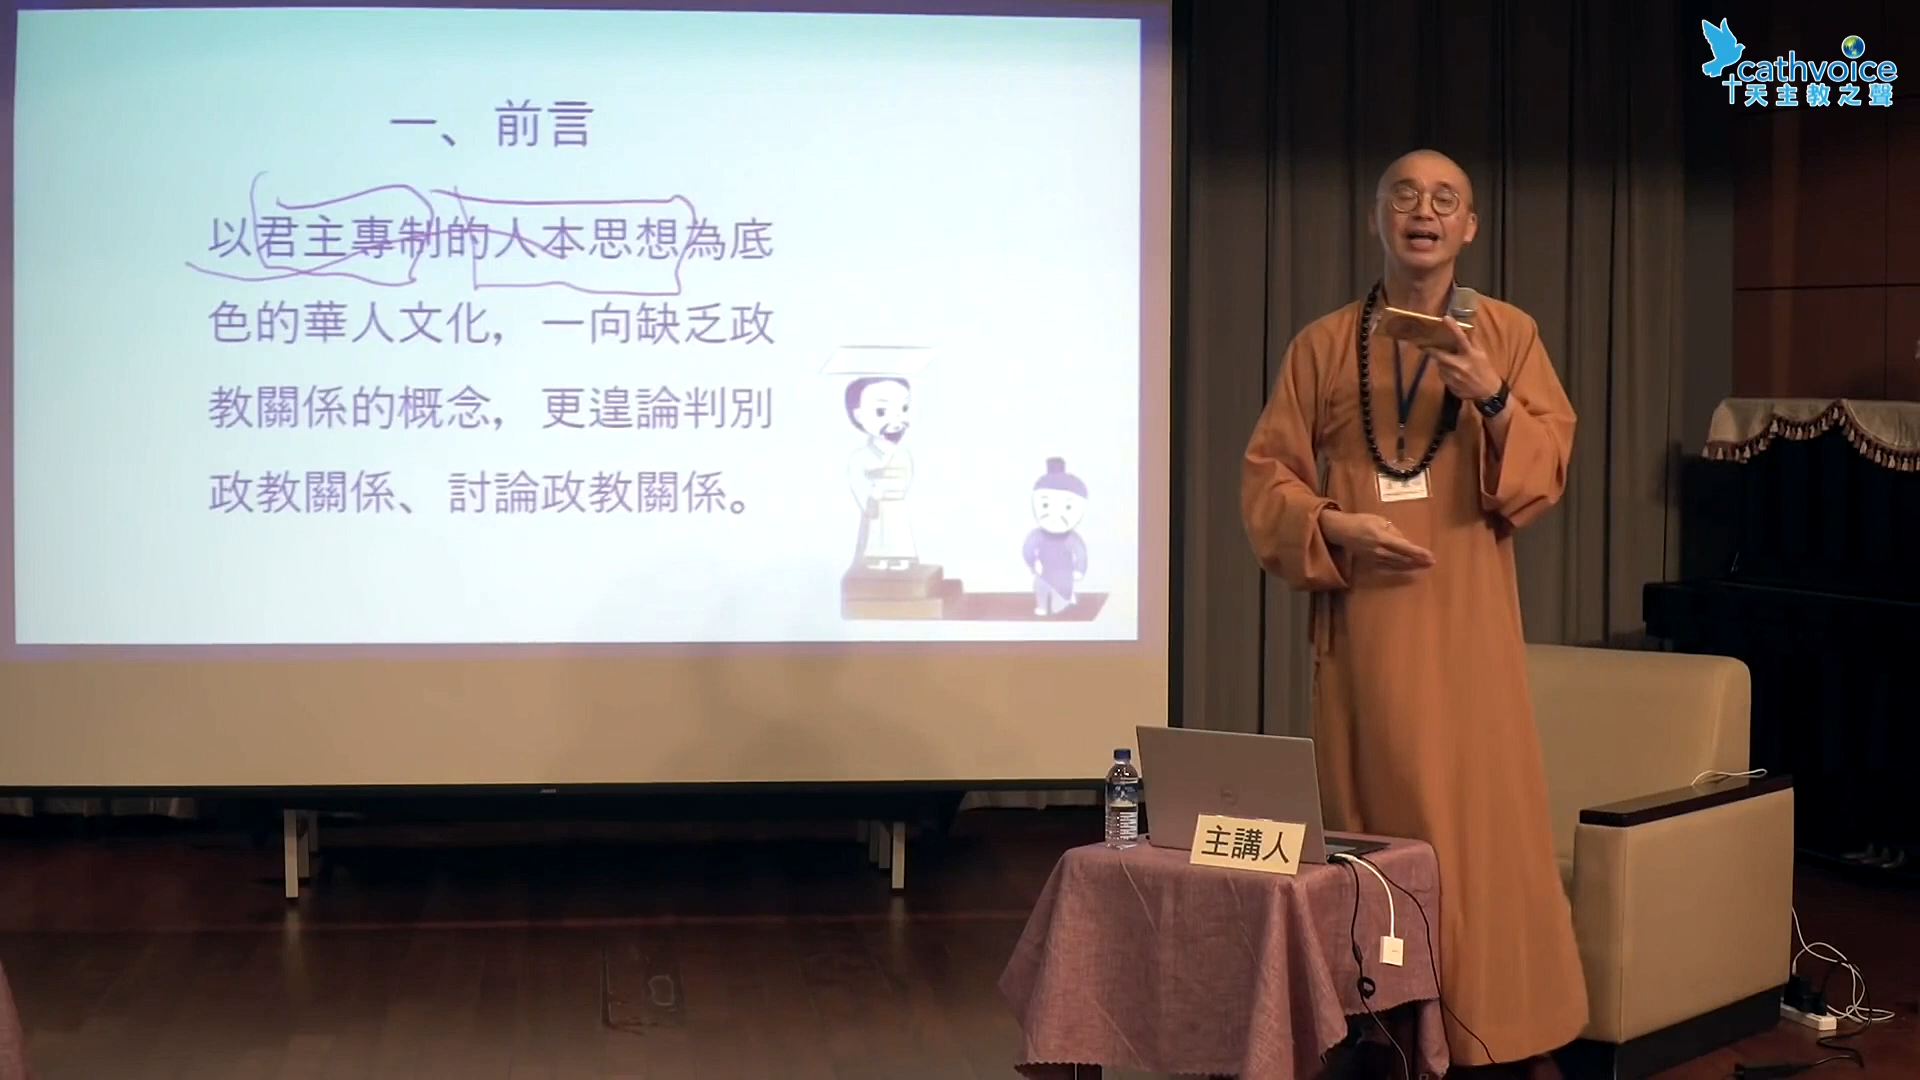 一、前言
以君主專制的人本思想為底
色的華人文化，一向缺乏政
教關係的概念，更遑論判別
政教關係、討論政教關係。
cathvoice
天主教之聲
主講人